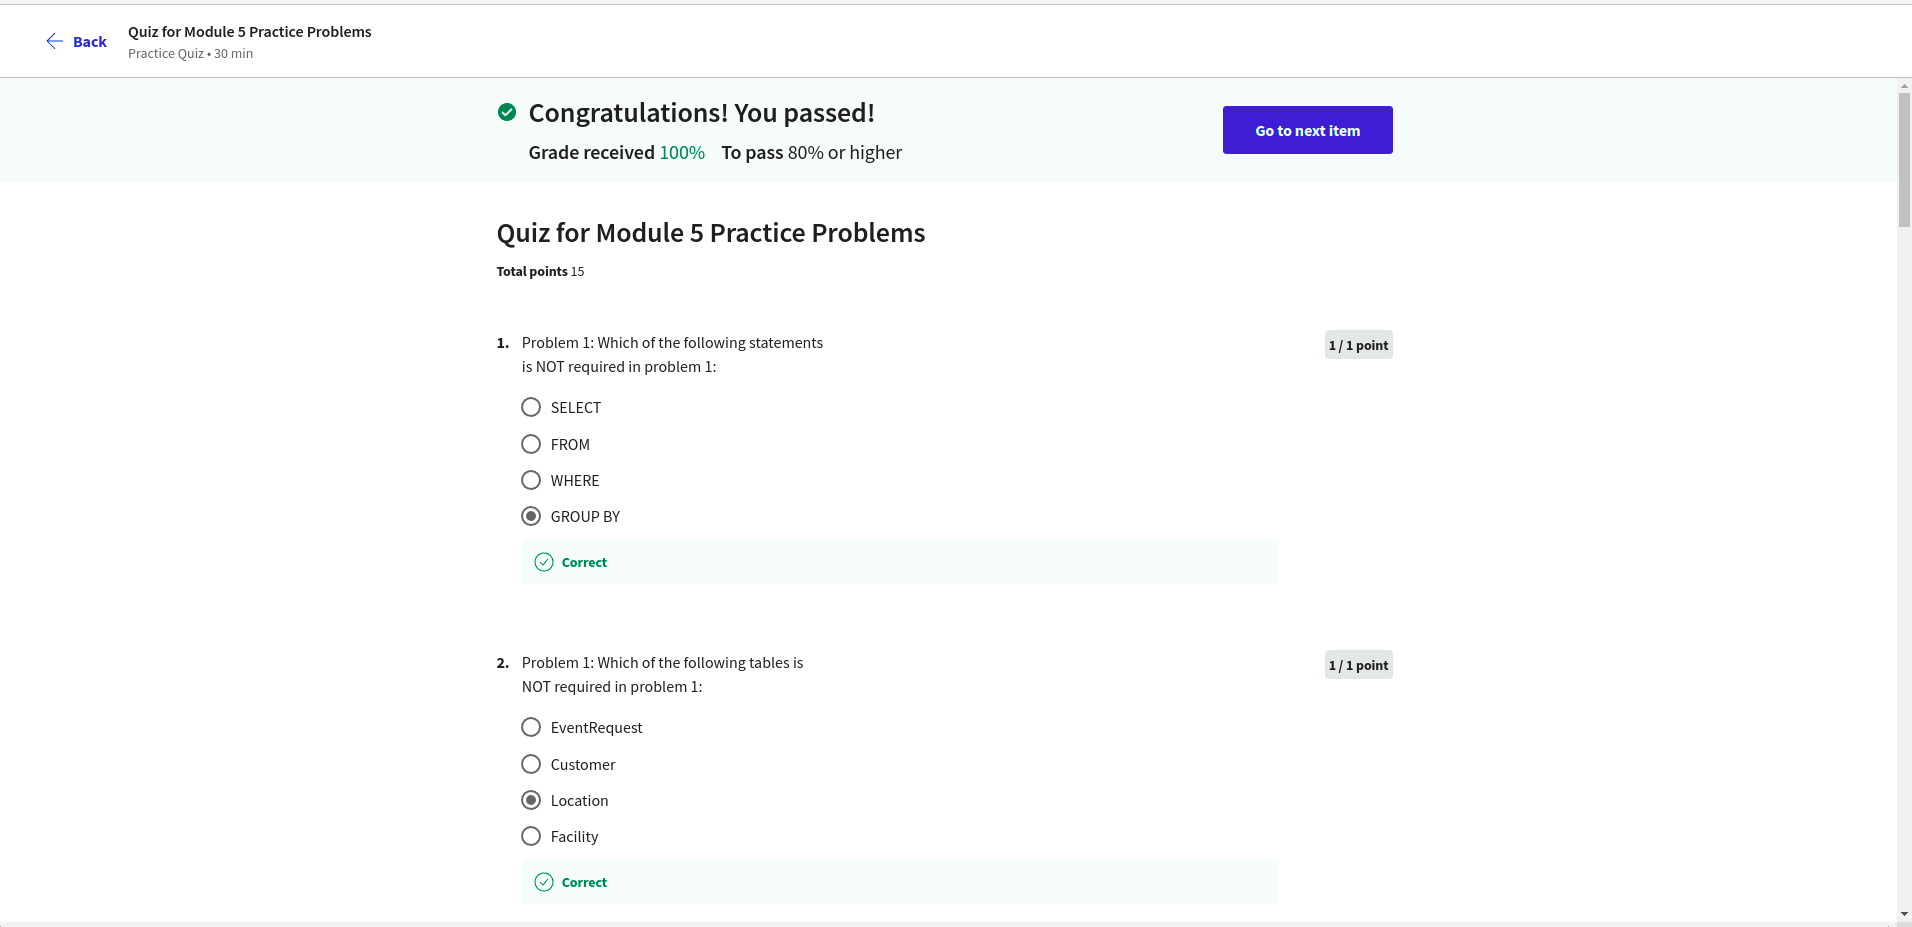 Back
Quiz for Module 5 Practice Problems
Practice Quiz • 30 min
Congratulations! You passed!
Grade received 100% To pass 80% or higher
Go to next item
Quiz for Module 5 Practice Problems
Total points 15
1. Problem 1: Which of the following statements
is NOT required in problem 1:
1 / 1 point
SELECT
FROM
WHERE
GROUP BY
Correct
2. Problem 1: Which of the following tables is
NOT required in problem 1:
1 / 1 point
EventRequest
Customer
Location
Facility
Correct